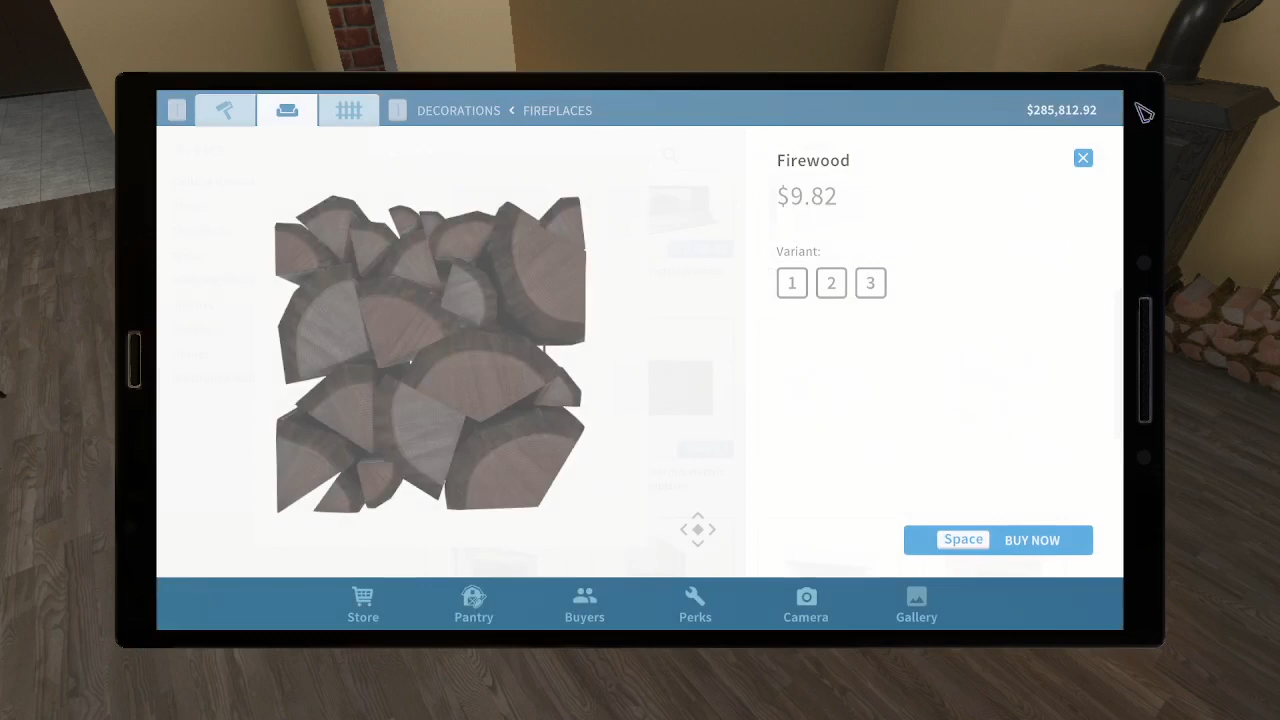 DECORATIONS < FIREPLACES
$285,812.92
Firewood
$9.82
Variant:
1 2 3
Space BUY NOW
Store
Pantry
Buyers
Perks
Camera
Gallery